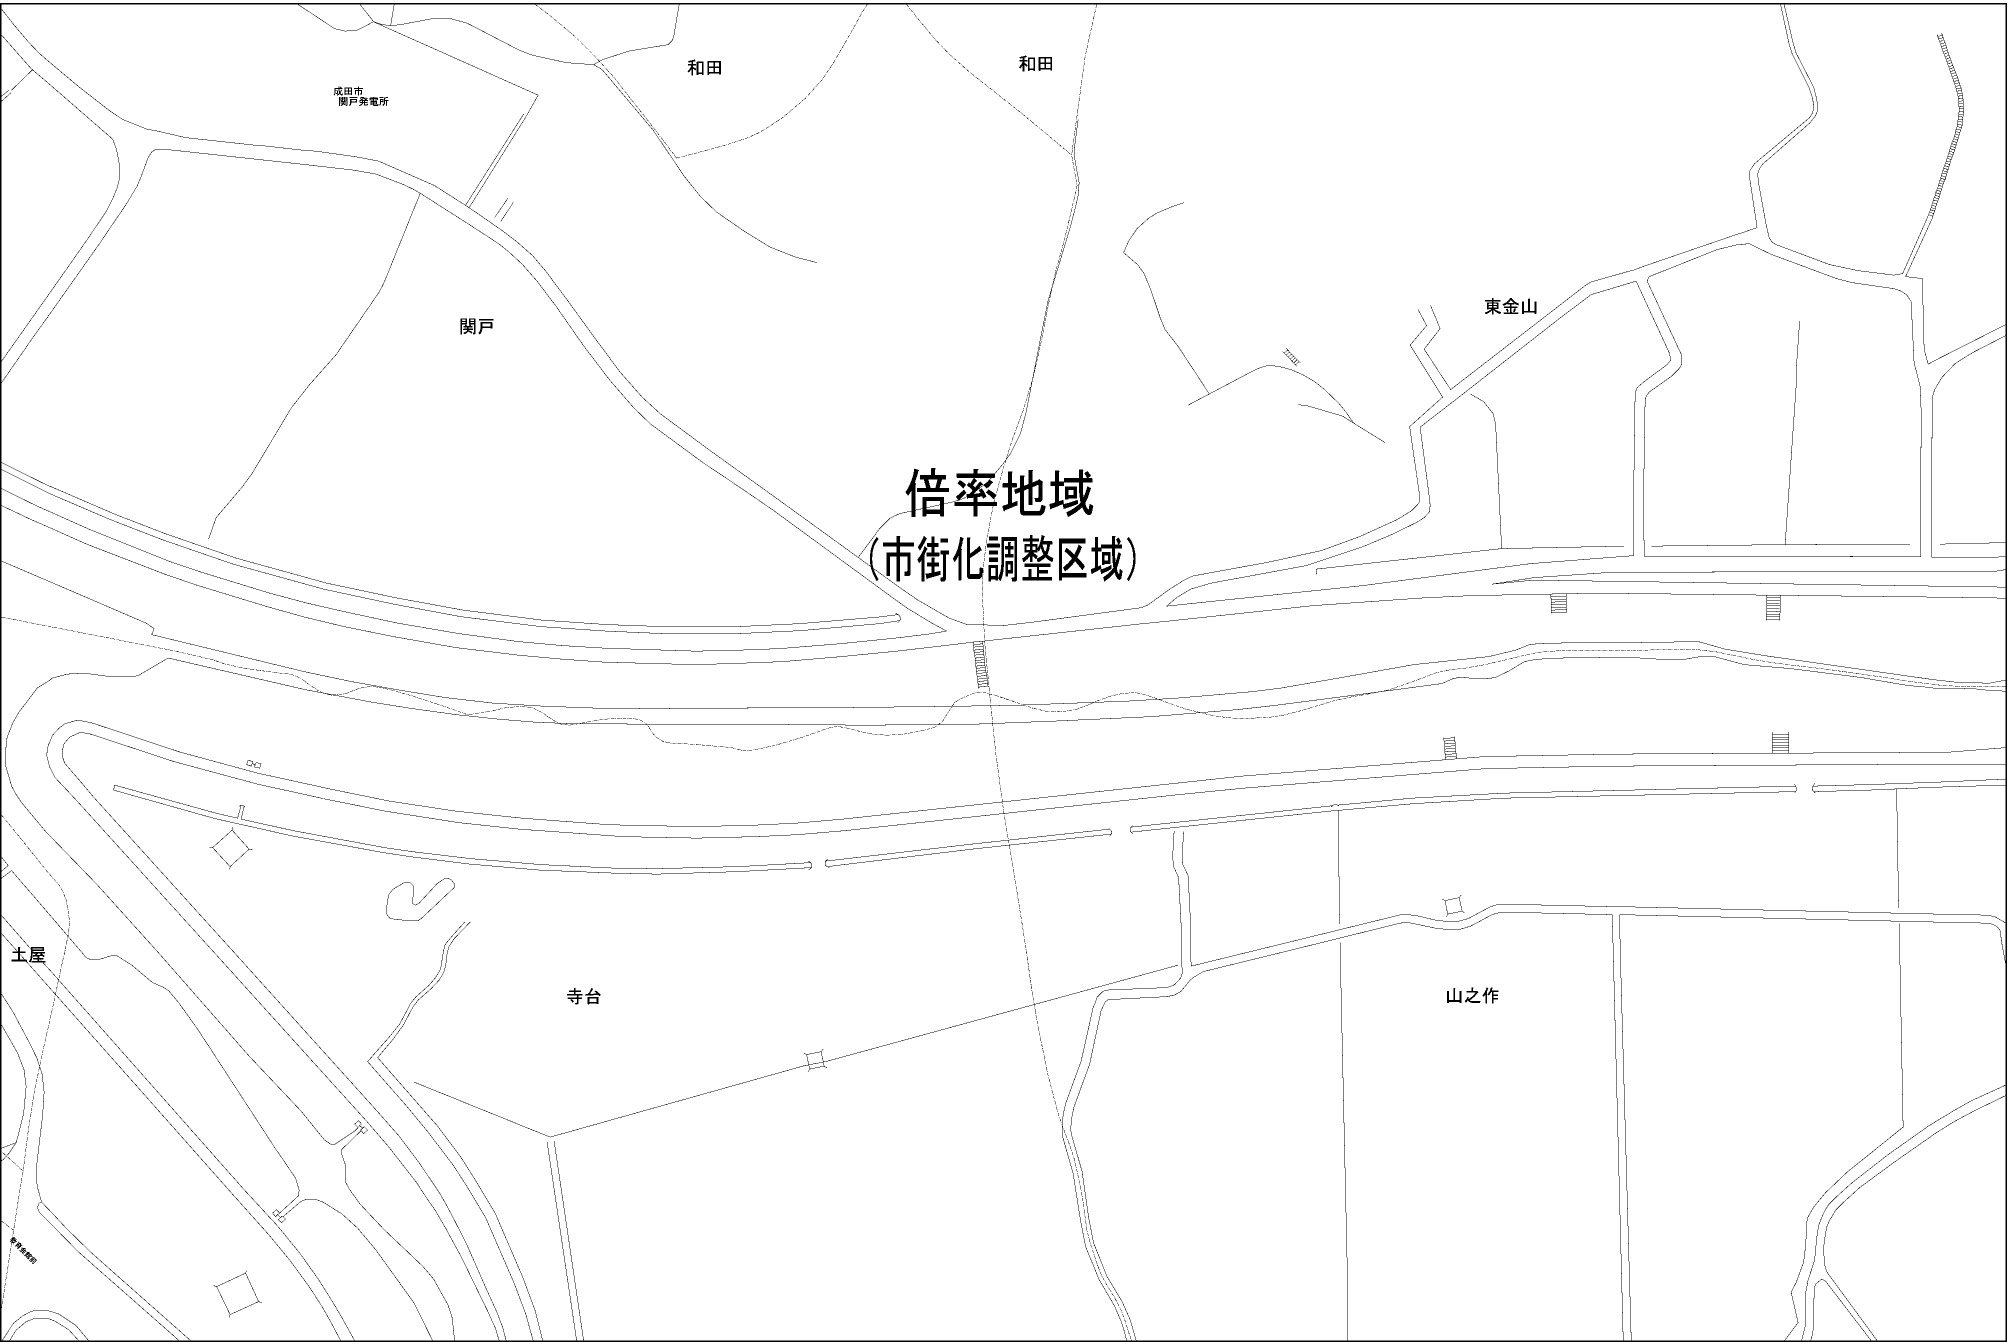 和田
和田
成田市
関戸発電所
東金山
関戸
倍率地域
（市街化調整区域）
土屋
寺台
山之作